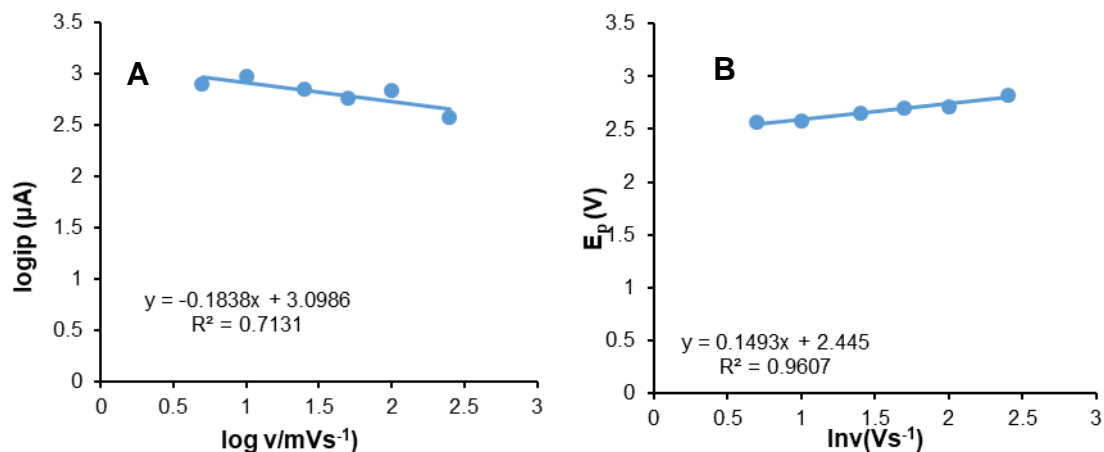 A
3.5
3
2.5
2
1.5
1
0.5
0
logip (µA)
y = -0.1838x + 3.0986
R² = 0.7131
0 0.5 1 1.5 2 2.5 3
log v/mVs⁻¹)
B
3.5
3
2.5
2
1.5
1
0.5
0
Eₚ (V)
y = 0.1493x + 2.445
R² = 0.9607
0 0.5 1 1.5 2 2.5 3
lnv(Vs⁻¹)